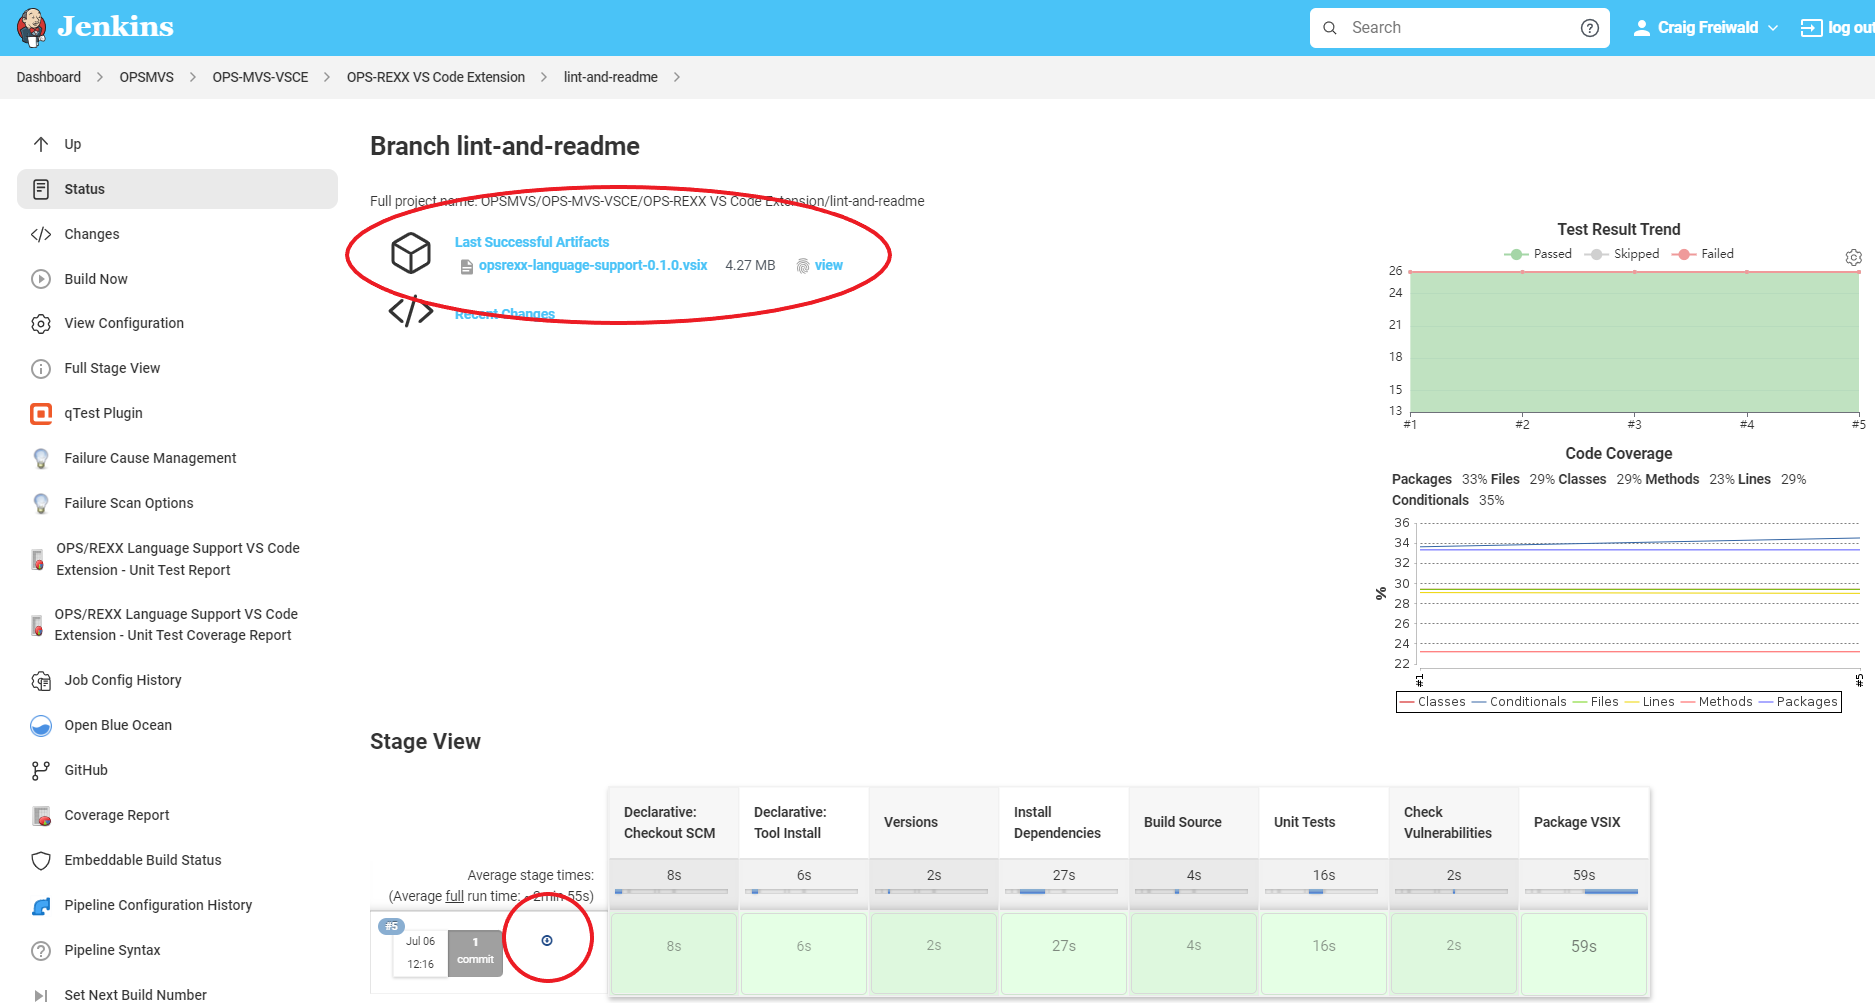 Jenkins
Search
Craig Freiwald
log out
Dashboard
OPSMVS
OPS-MVS-VSCE
OPS-REXX VS Code Extension
lint-and-readme
Up
Status
Changes
Build Now
View Configuration
Full Stage View
qTest Plugin
Failure Cause Management
Failure Scan Options
OPS/REXX Language Support VS Code
Extension - Unit Test Report
OPS/REXX Language Support VS Code
Extension - Unit Test Coverage Report
Job Config History
Open Blue Ocean
GitHub
Coverage Report
Embeddable Build Status
Pipeline Configuration History
Pipeline Syntax
Set Next Build Number
Branch lint-and-readme
Full project name: OPSMVS/OPS-MVS-VSCE/OPS-REXX VS Code Extension/lint-and-readme
Last Successful Artifacts
opsrexx-language-support-0.1.0.vsix 4.27 MB view
Recent Changes
Test Result Trend
Passed Skipped Failed
26
24
21
18
15
13
#1 #2 #3 #4 #5
Code Coverage
Packages 33% Files 29% Classes 29% Methods 23% Lines 29%
Conditionals 35%
36
34
32
30
28
26
24
22
%
#1 #5
Classes Conditionals Files Lines Methods Packages
Stage View
Declarative: Checkout SCM
Declarative: Tool Install
Versions
Install Dependencies
Build Source
Unit Tests
Check Vulnerabilities
Package VSIX
Average stage times:
(Average full run time: ~2min 55s)
8s 6s 2s 27s 4s 16s 2s 59s
#5
Jul 06
12:16
1
commit
8s 6s 2s 27s 4s 16s 2s 59s